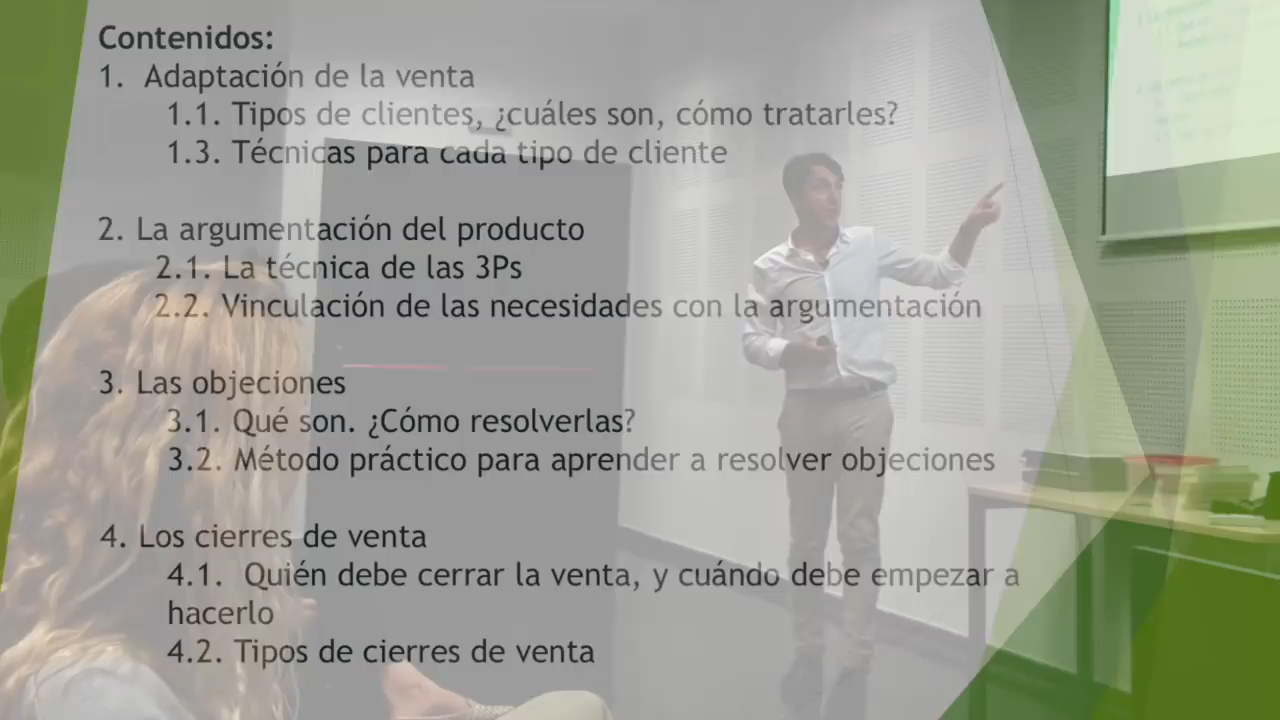 Contenidos:
1. Adaptación de la venta
1.1. Tipos de clientes, ¿cuáles son, cómo tratarles?
1.3. Técnicas para cada tipo de cliente
2. La argumentación del producto
2.1. La técnica de las 3Ps
2.2. Vinculación de las necesidades con la argumentación
3. Las objeciones
3.1. Qué son. ¿Cómo resolverlas?
3.2. Método práctico para aprender a resolver objeciones
4. Los cierres de venta
4.1. Quién debe cerrar la venta, y cuándo debe empezar a
hacerlo
4.2. Tipos de cierres de venta